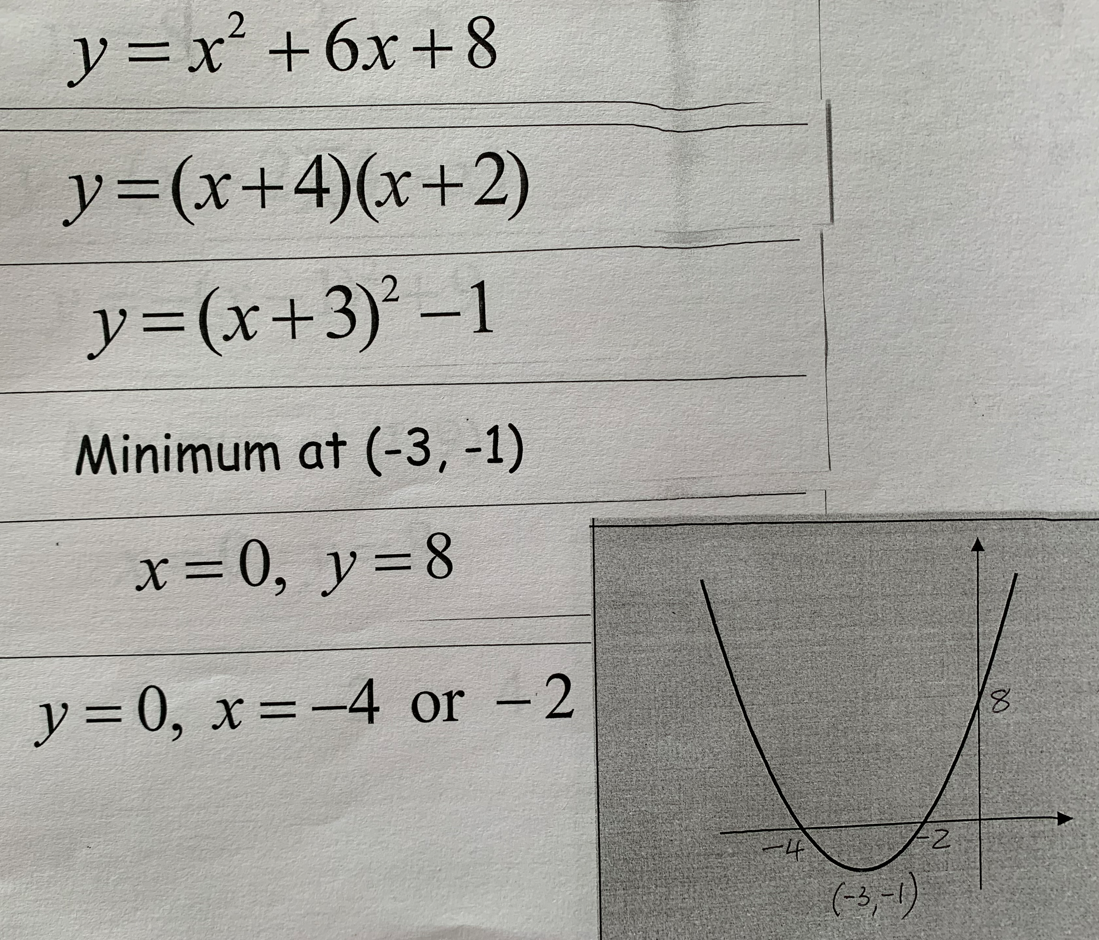 y = x² + 6x + 8
y = (x + 4)(x + 2)
y = (x + 3)² − 1
Minimum at (-3, -1)
x = 0, y = 8
y = 0, x = −4 or − 2
8
−4
−2
(−3,−1)